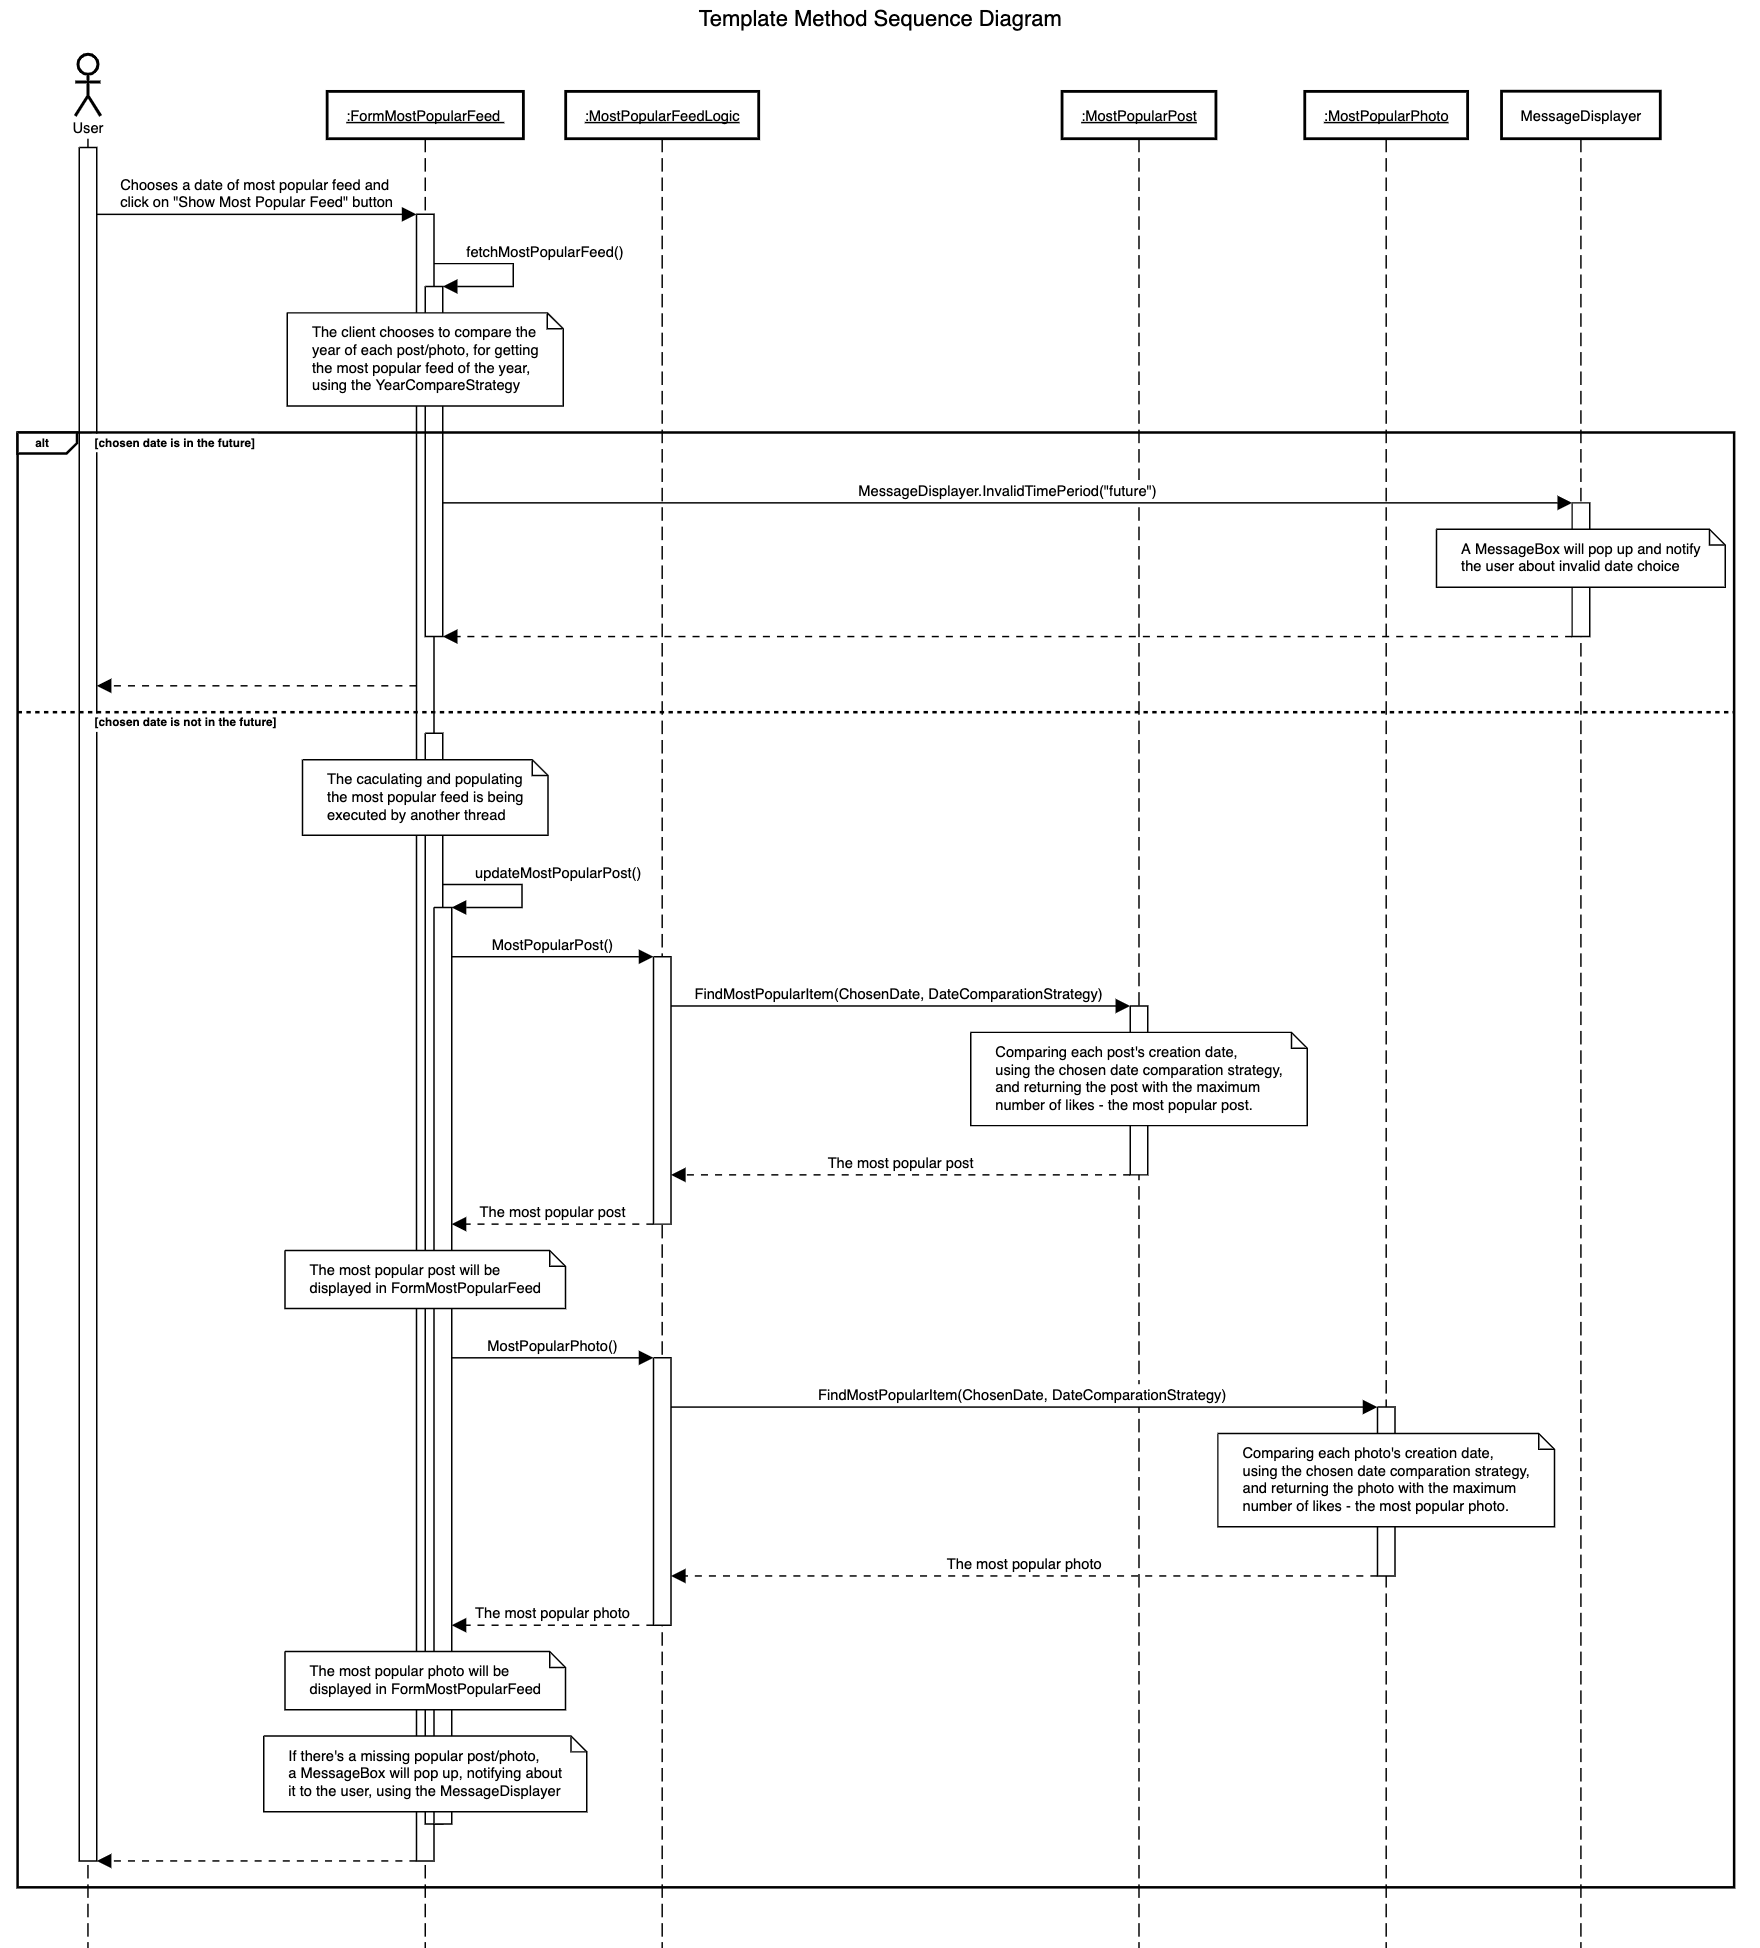 Template Method Sequence Diagram
User
:FormMostPopularFeed
:MostPopularFeedLogic
:MostPopularPost
:MostPopularPhoto
MessageDisplayer
Chooses a date of most popular feed and
click on "Show Most Popular Feed" button
fetchMostPopularFeed()
The client chooses to compare the
year of each post/photo, for getting
the most popular feed of the year,
using the YearCompareStrategy
alt
[chosen date is in the future]
MessageDisplayer.InvalidTimePeriod("future")
A MessageBox will pop up and notify
the user about invalid date choice
[chosen date is not in the future]
The caculating and populating
the most popular feed is being
executed by another thread
updateMostPopularPost()
MostPopularPost()
FindMostPopularItem(ChosenDate, DateComparationStrategy)
Comparing each post's creation date,
using the chosen date comparation strategy,
and returning the post with the maximum
number of likes - the most popular post.
The most popular post
The most popular post
The most popular post will be
displayed in FormMostPopularFeed
MostPopularPhoto()
FindMostPopularItem(ChosenDate, DateComparationStrategy)
Comparing each photo's creation date,
using the chosen date comparation strategy,
and returning the photo with the maximum
number of likes - the most popular photo.
The most popular photo
The most popular photo
The most popular photo will be
displayed in FormMostPopularFeed
If there's a missing popular post/photo,
a MessageBox will pop up, notifying about
it to the user, using the MessageDisplayer